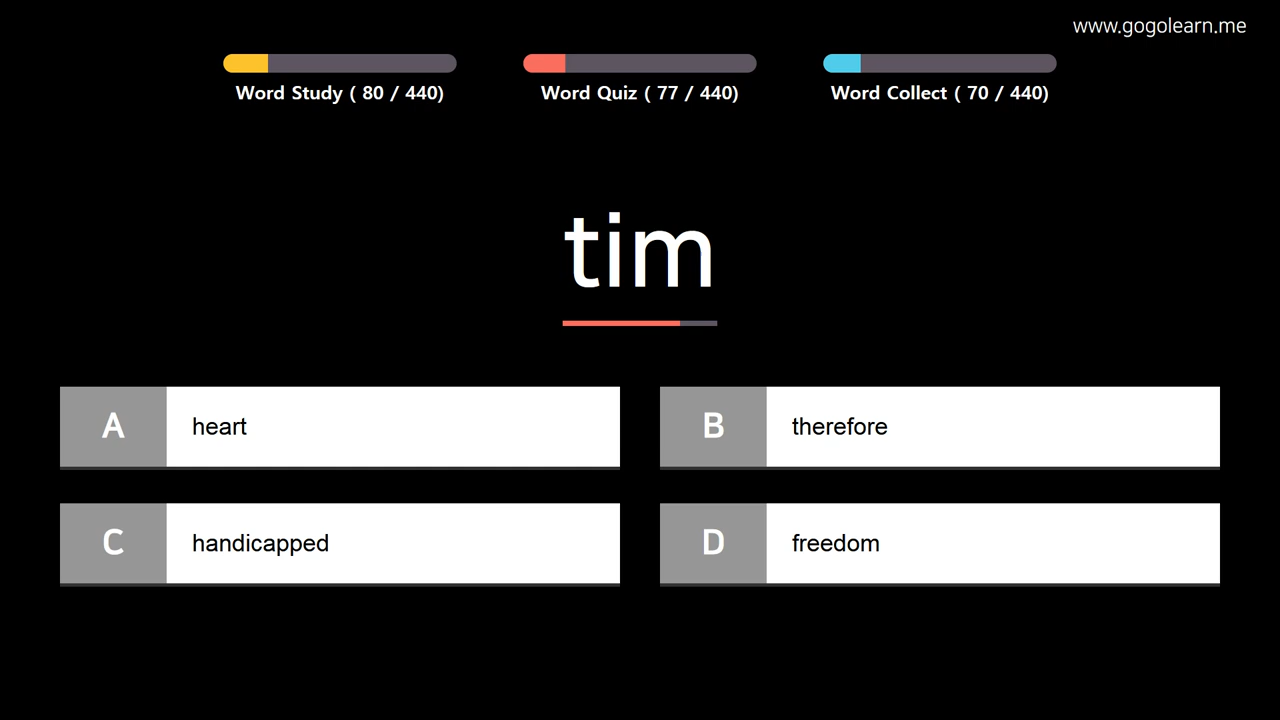 www.gogolearn.me
Word Study ( 80 / 440)
Word Quiz ( 77 / 440)
Word Collect ( 70 / 440)
tim
A heart
B therefore
C handicapped
D freedom